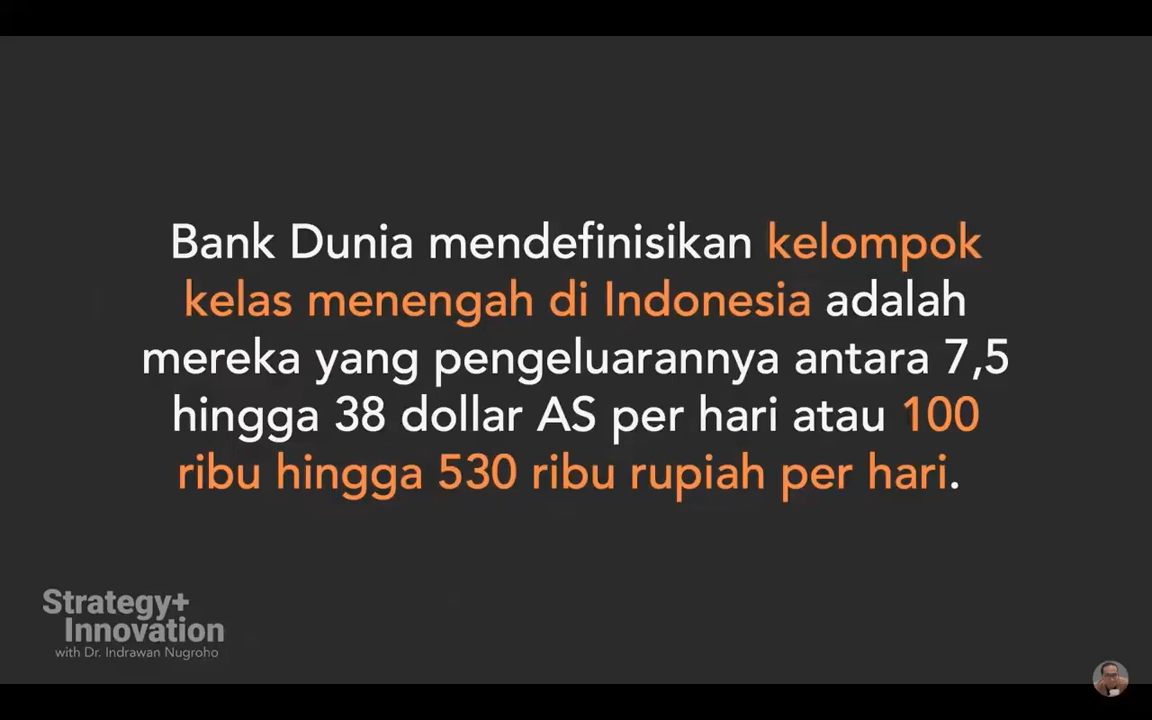 Bank Dunia mendefinisikan kelompok
kelas menengah di Indonesia adalah
mereka yang pengeluarannya antara 7,5
hingga 38 dollar AS per hari atau 100
ribu hingga 530 ribu rupiah per hari.
Strategy+
Innovation
with Dr. Indrawan Nugroho